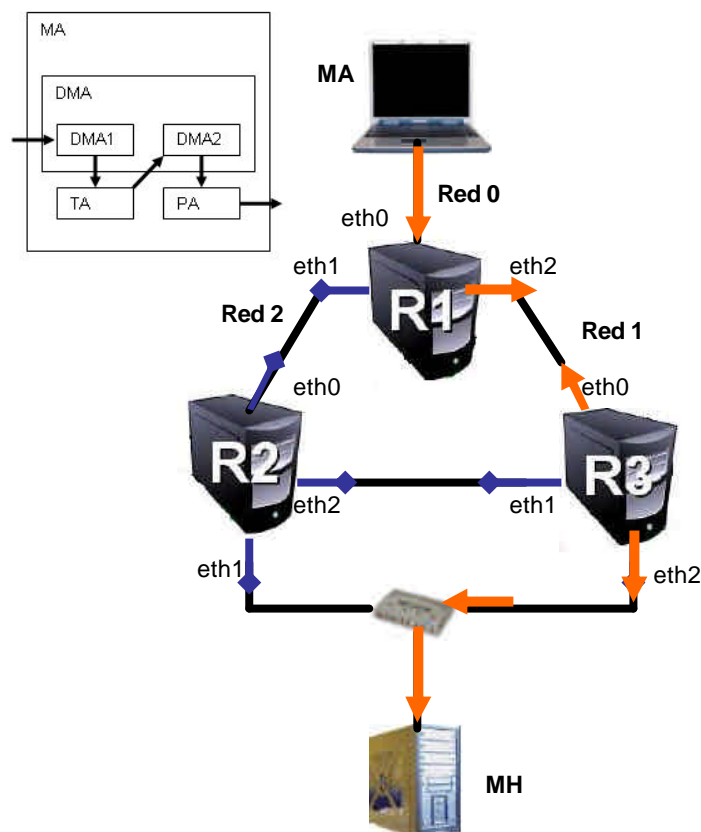 MA
DMA
DMA1
DMA2
TA
PA
MA
Red 0
eth0
eth1
eth2
R1
Red 2
Red 1
eth0
eth0
R2
R3
eth2
eth1
eth1
eth2
MH